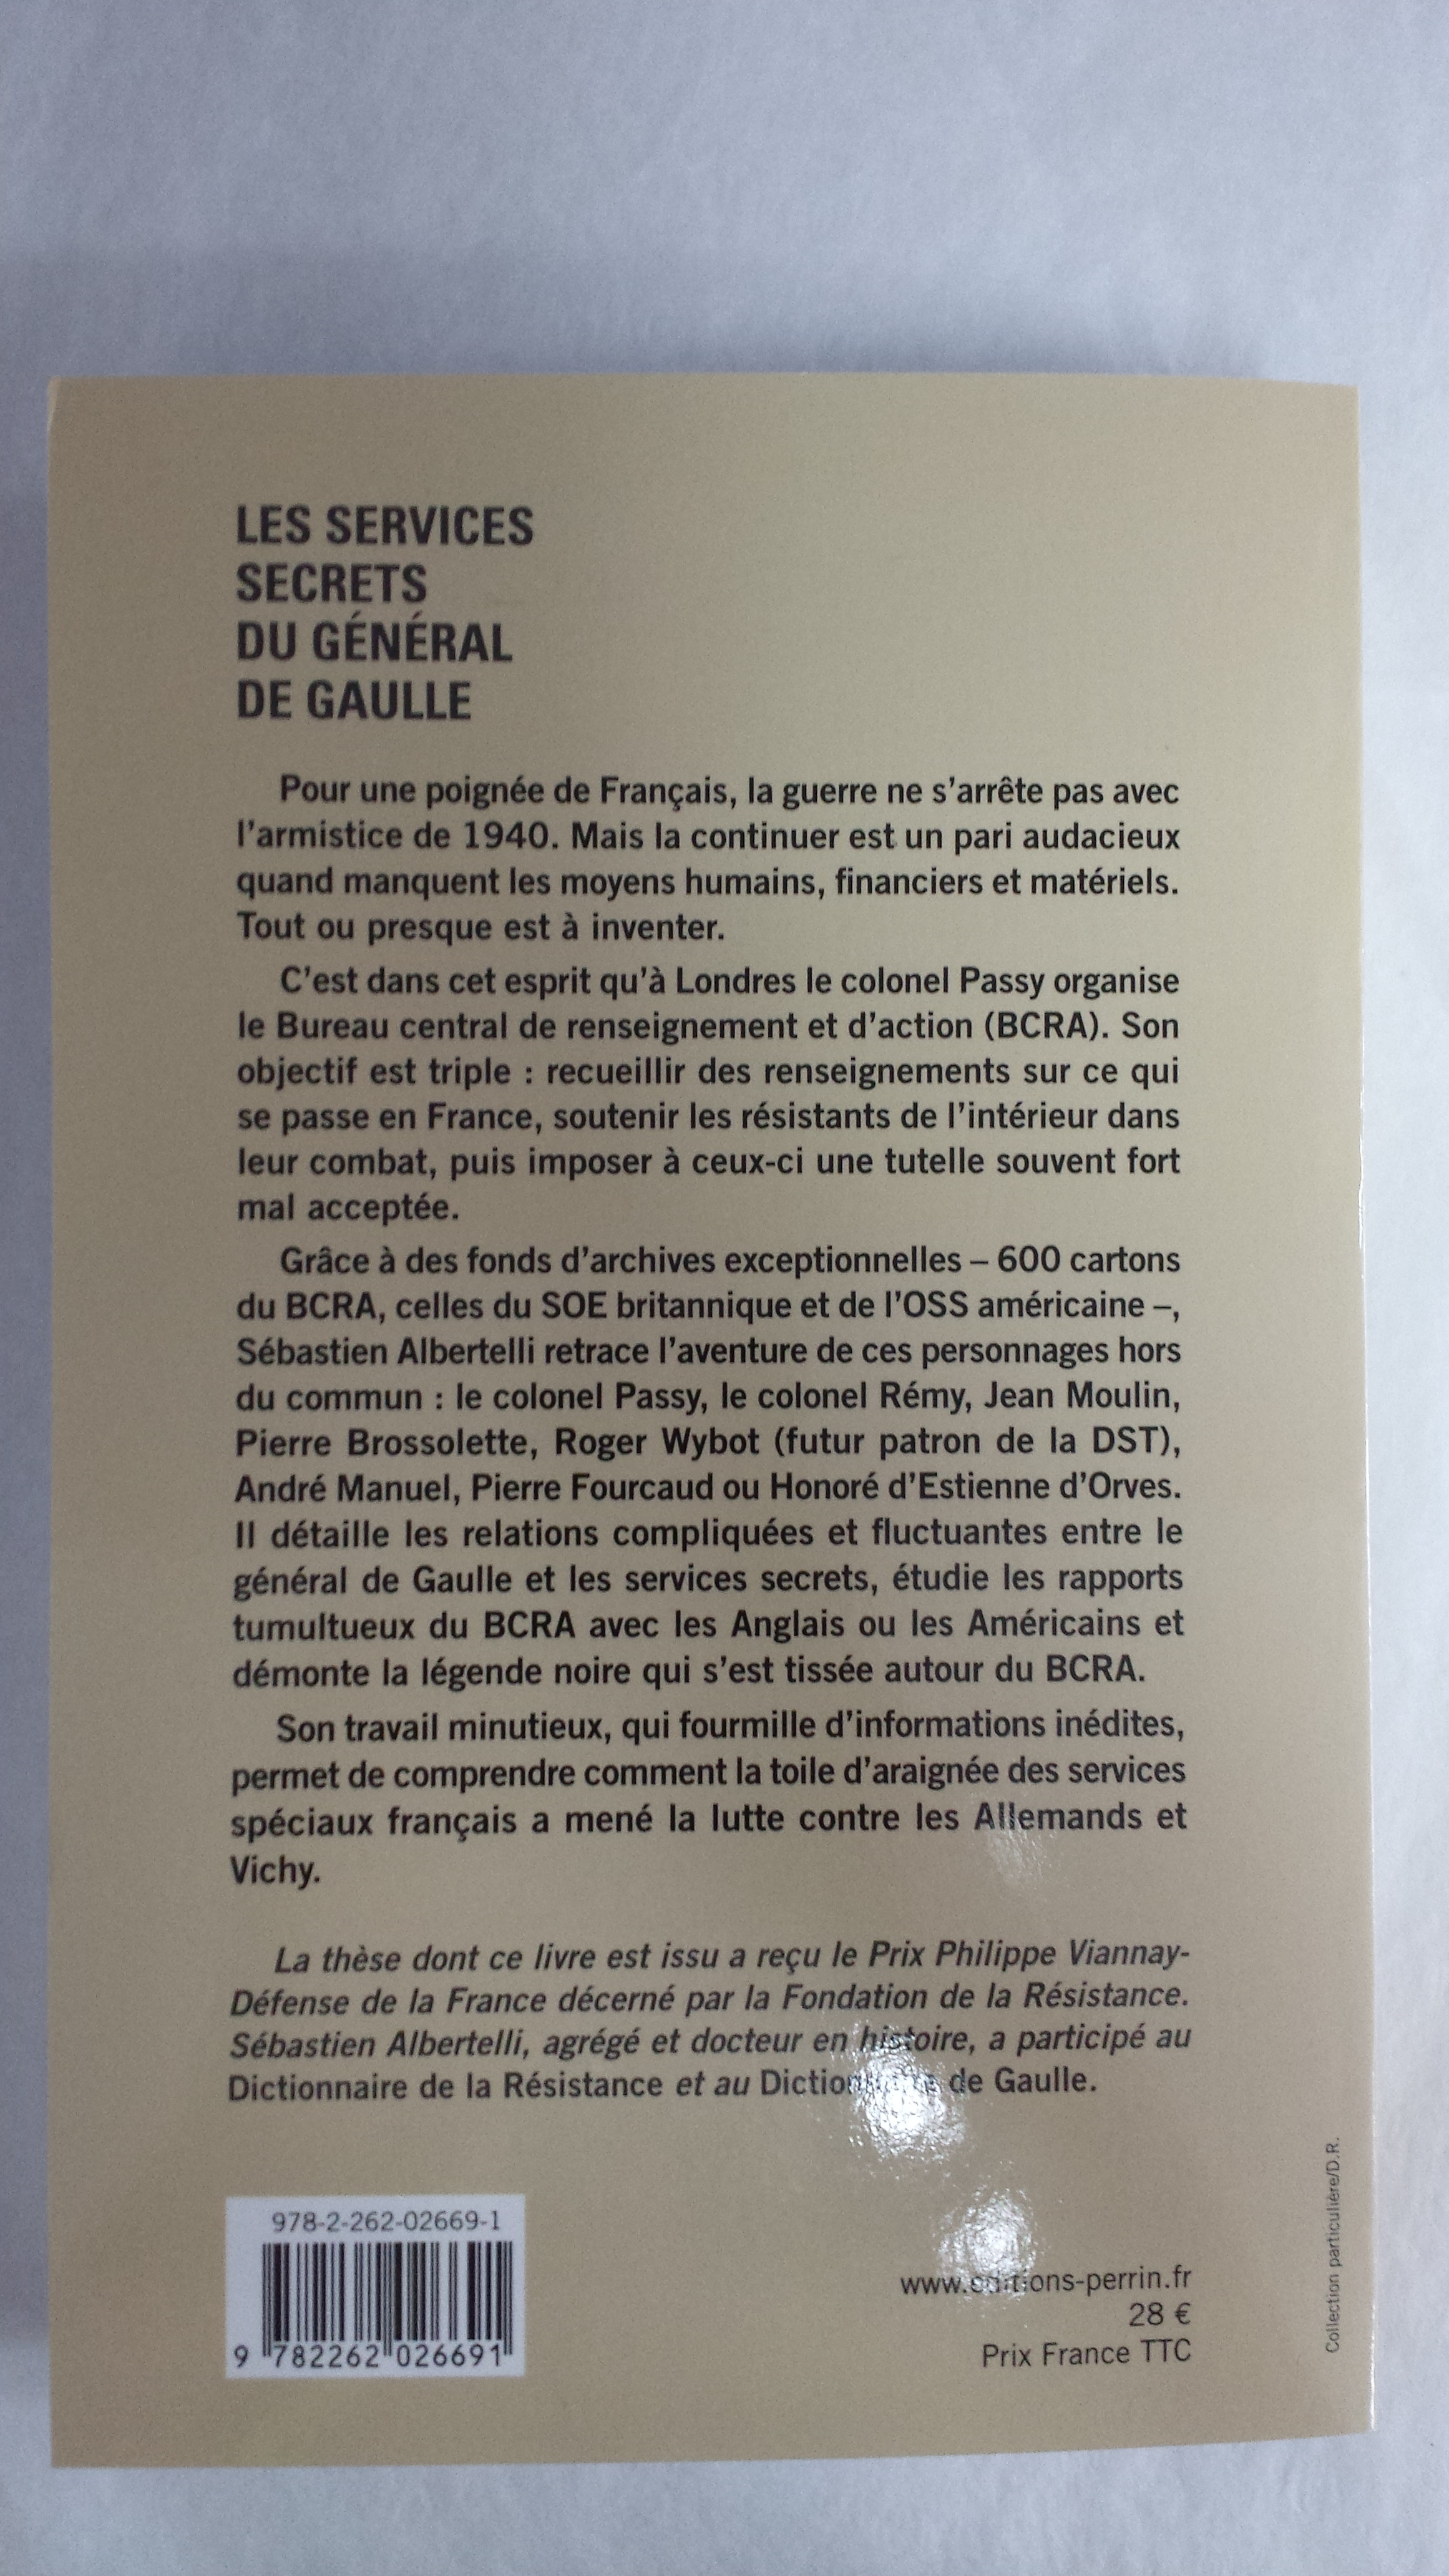 LES SERVICES
SECRETS
DU GÉNÉRAL
DE GAULLE
Pour une poignée de Français, la guerre ne s'arrête pas avec
l'armistice de 1940. Mais la continuer est un pari audacieux
quand manquent les moyens humains, financiers et matériels.
Tout ou presque est à inventer.
C'est dans cet esprit qu'à Londres le colonel Passy organise
le Bureau central de renseignement et d'action (BCRA). Son
objectif est triple : recueillir des renseignements sur ce qui
se passe en France, soutenir les résistants de l'intérieur dans
leur combat, puis imposer à ceux-ci une tutelle souvent fort
mal acceptée.
Grâce à des fonds d'archives exceptionnelles – 600 cartons
du BCRA, celles du SOE britannique et de l'OSS américaine –,
Sébastien Albertelli retrace l'aventure de ces personnages hors
du commun : le colonel Passy, le colonel Rémy, Jean Moulin,
Pierre Brossolette, Roger Wybot (futur patron de la DST),
André Manuel, Pierre Fourcaud ou Honoré d'Estienne d'Orves.
Il détaille les relations compliquées et fluctuantes entre le
général de Gaulle et les services secrets, étudie les rapports
tumultueux du BCRA avec les Anglais ou les Américains et
démonte la légende noire qui s'est tissée autour du BCRA.
Son travail minutieux, qui fourmille d'informations inédites,
permet de comprendre comment la toile d'araignée des services
spéciaux français a mené la lutte contre les Allemands et
Vichy.
La thèse dont ce livre est issu a reçu le Prix Philippe Viannay-
Défense de la France décerné par la Fondation de la Résistance.
Sébastien Albertelli, agrégé et docteur en histoire, a participé au
Dictionnaire de la Résistance et au Dictionnaire de Gaulle.
978-2-262-02669-1
9 782262 026691
www.editions-perrin.fr
28 €
Prix France TTC
Collection particulière/D.R.